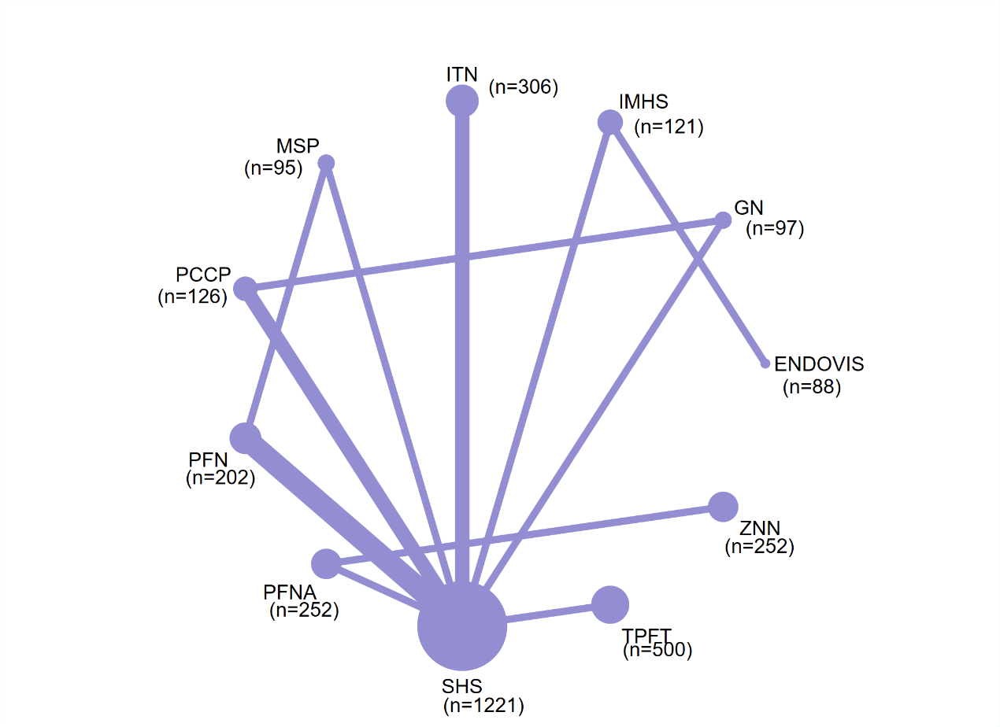 ITN
(n=306)
IMHS
(n=121)
MSP
(n=95)
GN
(n=97)
PCCP
(n=126)
ENDOVIS
(n=88)
PFN
(n=202)
ZNN
(n=252)
PFNA
(n=252)
TPFT
(n=500)
SHS
(n=1221)